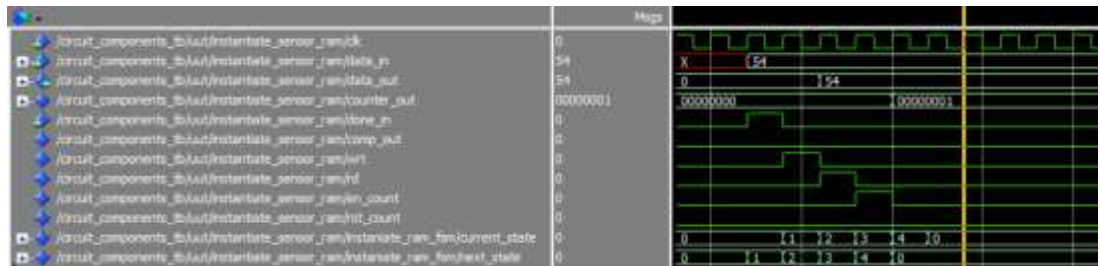 Msgs
/circuit_components_tb/uut/instantiate_sensor_ram/clk 0
/circuit_components_tb/uut/instantiate_sensor_ram/data_in 54 X 54
/circuit_components_tb/uut/instantiate_sensor_ram/data_out 54 0 54
/circuit_components_tb/uut/instantiate_sensor_ram/counter_out 00000001 00000000 00000001
/circuit_components_tb/uut/instantiate_sensor_ram/done_in 0
/circuit_components_tb/uut/instantiate_sensor_ram/comp_out 0
/circuit_components_tb/uut/instantiate_sensor_ram/wrt 0
/circuit_components_tb/uut/instantiate_sensor_ram/rd 0
/circuit_components_tb/uut/instantiate_sensor_ram/en_count 0
/circuit_components_tb/uut/instantiate_sensor_ram/rst_count 0
/circuit_components_tb/uut/instantiate_sensor_ram/instaniate_ram_fsm/current_state 0 0 1 2 3 4 0
/circuit_components_tb/uut/instantiate_sensor_ram/instaniate_ram_fsm/next_state 0 0 1 2 3 4 0